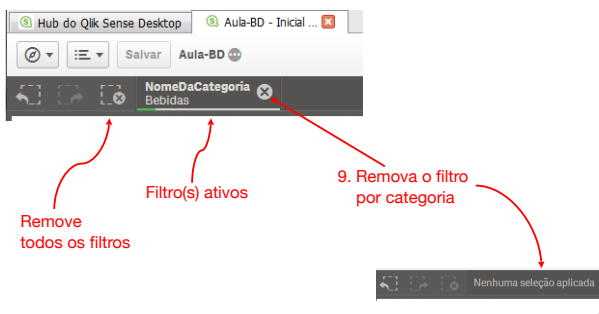 Hub do Qlik Sense Desktop
Aula-BD - Inicial ...
Salvar
Aula-BD
NomeDaCategoria
Bebidas
Filtro(s) ativos
9. Remova o filtro
por categoria
Remove
todos os filtros
Nenhuma seleção aplicada